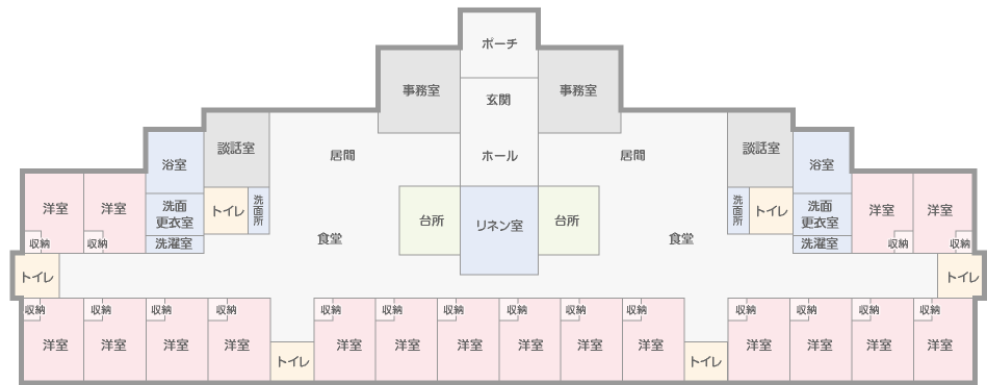 ポーチ
事務室
玄関
事務室
談話室
居間
ホール
居間
談話室
浴室
浴室
洋室
洋室
洗面
更衣室
トイレ
洗面所
台所
リネン室
台所
洗面所
トイレ
洗面
更衣室
洋室
洋室
収納
収納
洗濯室
食堂
食堂
洗濯室
収納
収納
トイレ
トイレ
収納
収納
収納
収納
収納
収納
収納
収納
収納
収納
収納
収納
収納
収納
洋室
洋室
洋室
洋室
トイレ
洋室
洋室
洋室
洋室
洋室
洋室
トイレ
洋室
洋室
洋室
洋室